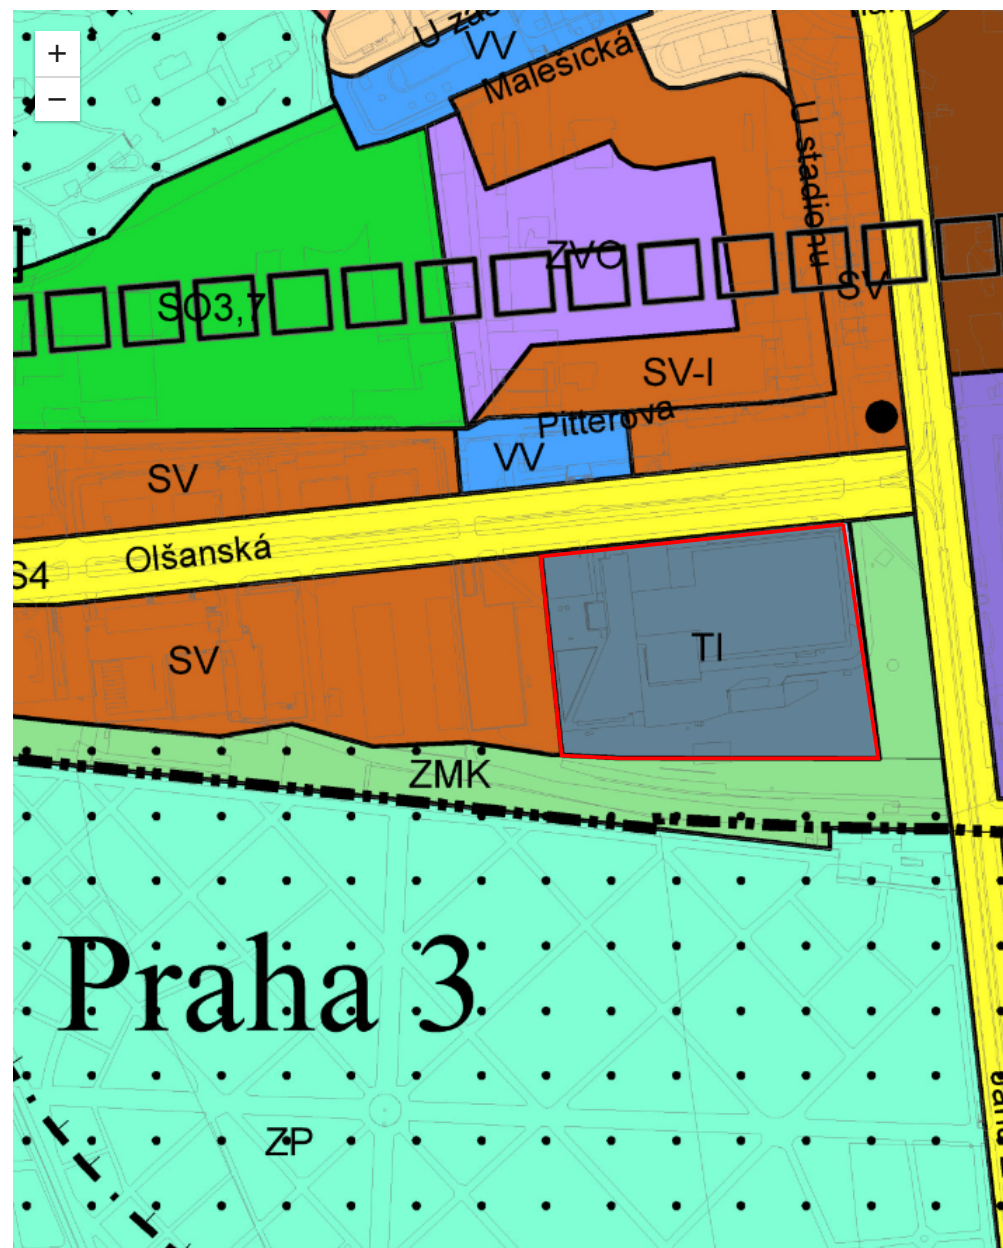 +
−
VV
Malešická
U stadionu
ZVO
SV
SO3,7
SV-I
Pitterova
VV
SV
Olšanská
S4
TI
SV
ZMK
Praha 3
ZP